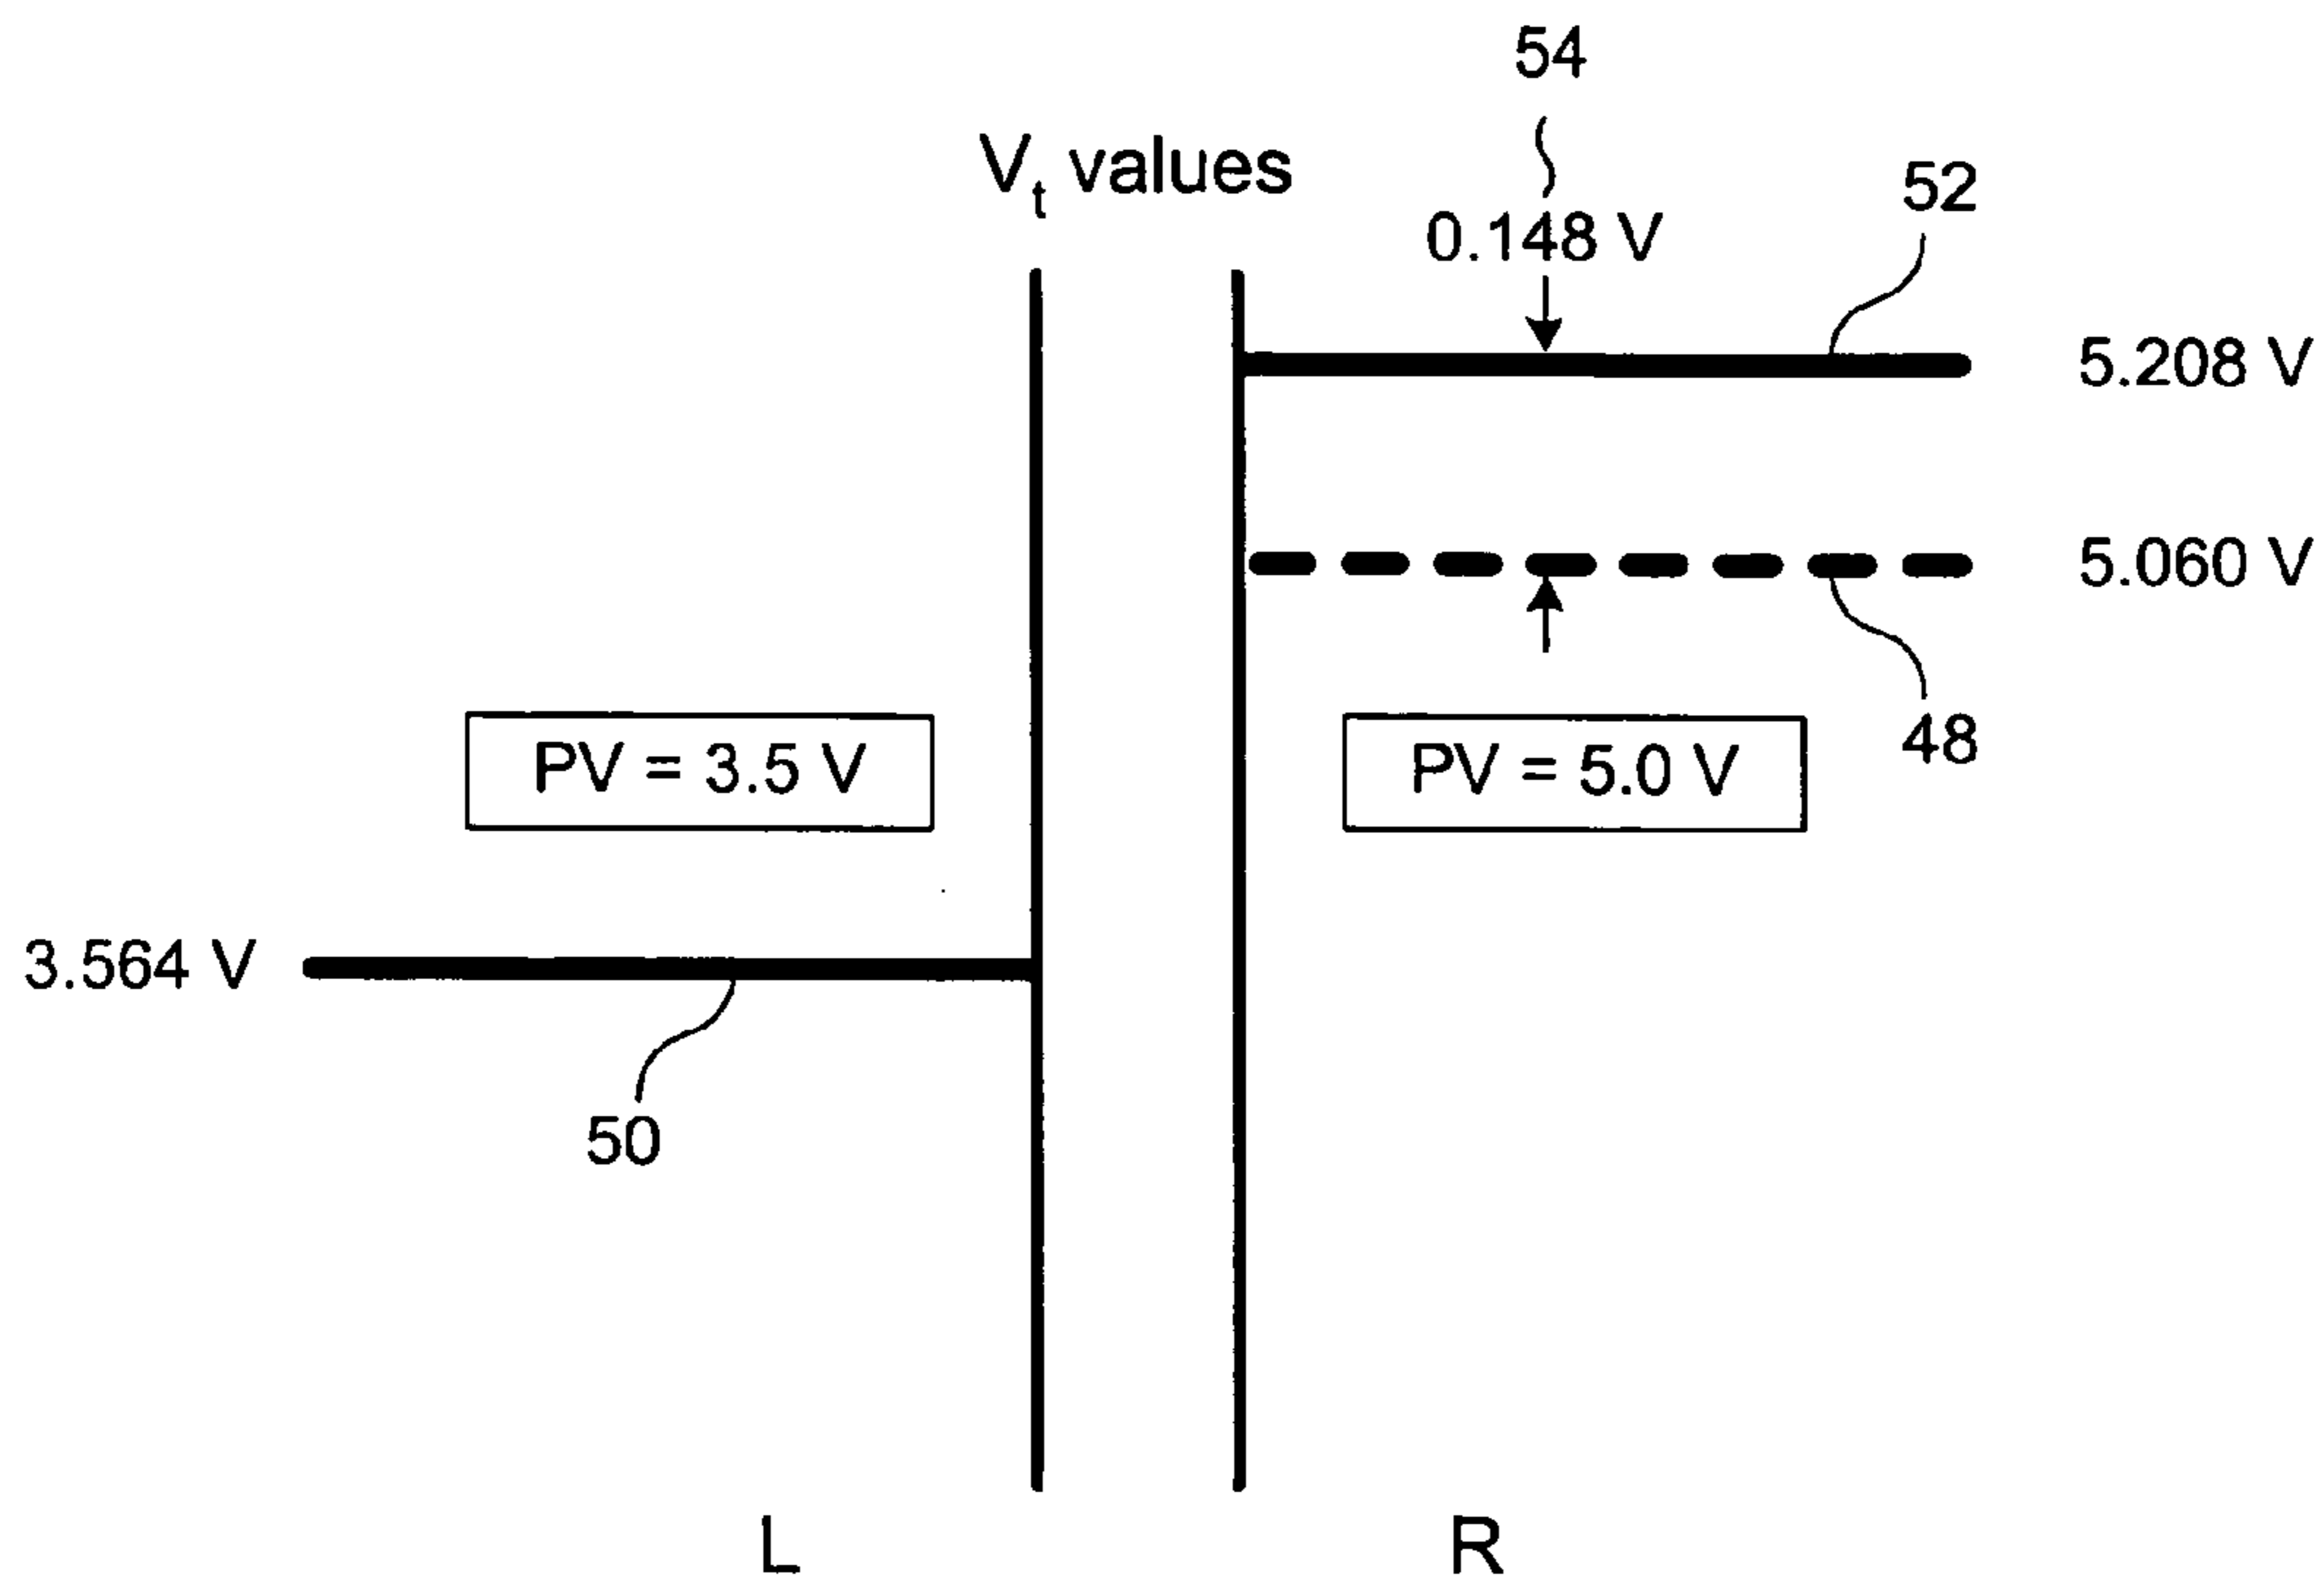 54
V_t values
52
0.148 V
5.208 V
5.060 V
PV = 3.5 V
PV = 5.0 V
48
3.564 V
50
L
R